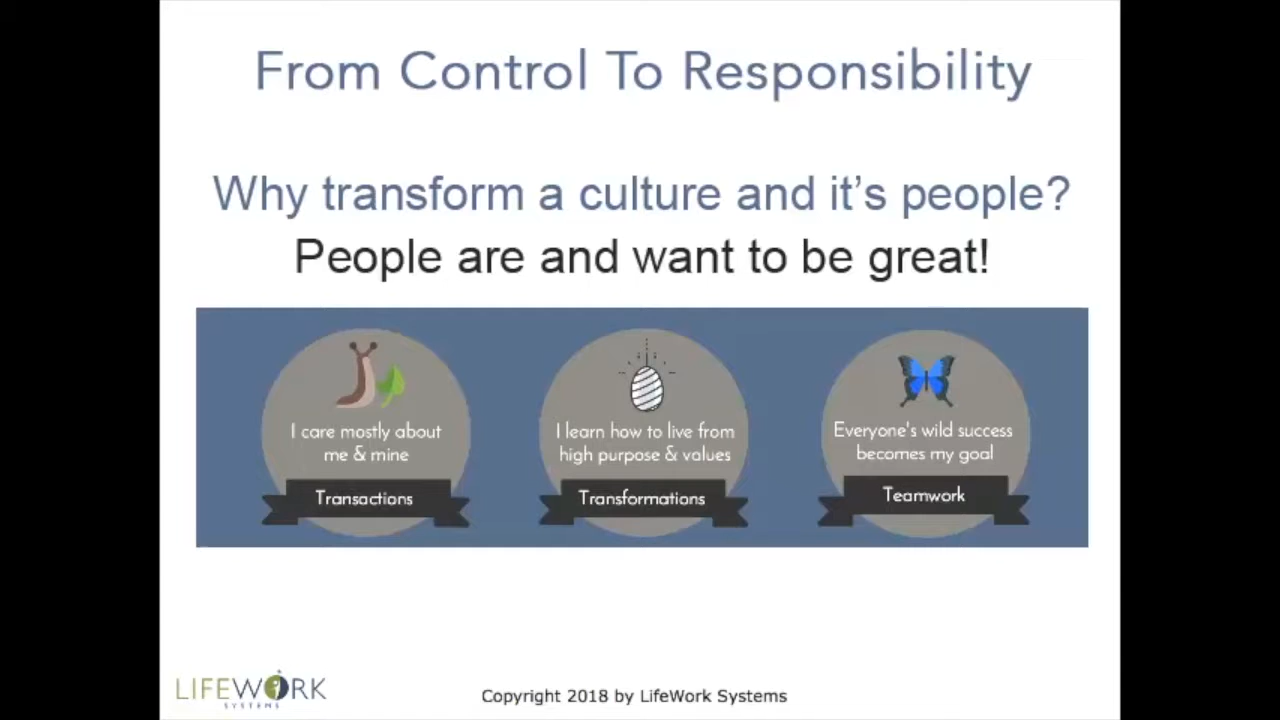 From Control To Responsibility
Why transform a culture and it's people?
People are and want to be great!
I care mostly about
me & mine
Transactions
I learn how to live from
high purpose & values
Transformations
Everyone's wild success
becomes my goal
Teamwork
LIFEWORK
SYSTEMS
Copyright 2018 by LifeWork Systems